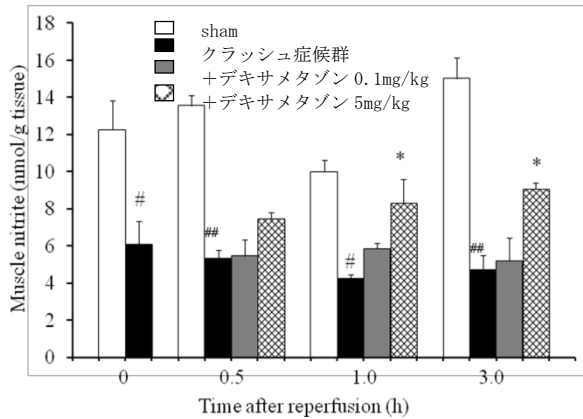 18
16
14
12
10
8
6
4
2
0
Muscle nitrite (nmol/g tissue)
sham
クラッシュ症候群
＋デキサメタゾン 0.1mg/kg
＋デキサメタゾン 5mg/kg
#
##
#
*
##
*
0 0.5 1.0 3.0
Time after reperfusion (h)